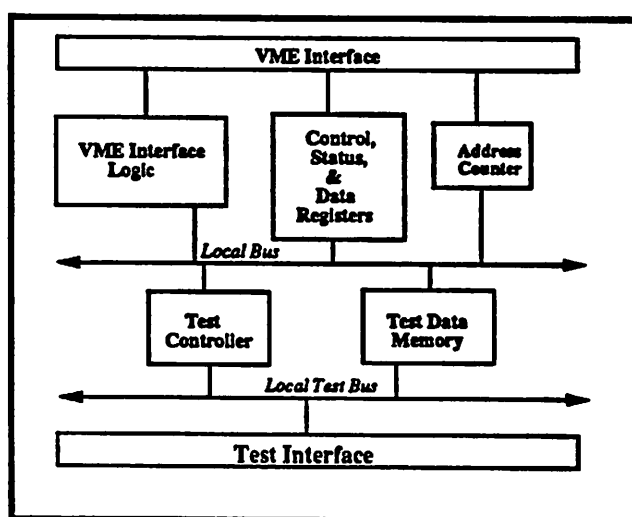 VME Interface
VME Interface
Logic
Control,
Status,
&
Data
Registers
Address
Counter
Local Bus
Test
Controller
Test Data
Memory
Local Test Bus
Test Interface